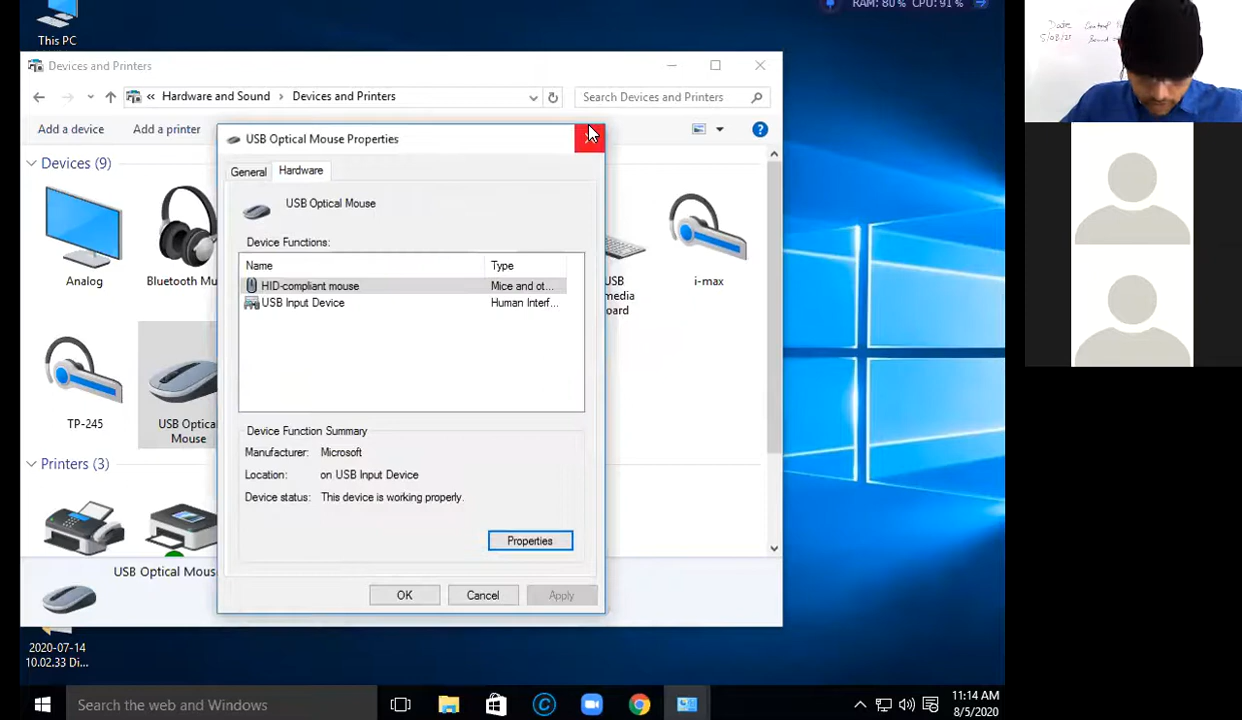 This PC
RAM: 80 % CPU: 91 %
Devices and Printers
« Hardware and Sound > Devices and Printers
Search Devices and Printers
Add a device
Add a printer
USB Optical Mouse Properties
General
Hardware
Devices (9)
USB Optical Mouse
Device Functions:
Name
Type
HID-compliant mouse
Mice and ot...
USB Input Device
Human Interf...
Analog
Bluetooth Mu
USB
media
oard
i-max
TP-245
USB Optica
Mouse
Device Function Summary
Manufacturer: Microsoft
Location: on USB Input Device
Device status: This device is working properly.
Printers (3)
Properties
USB Optical Mous
OK
Cancel
Apply
2020-07-14
10.02.33 Di...
Search the web and Windows
11:14 AM
8/5/2020
Date